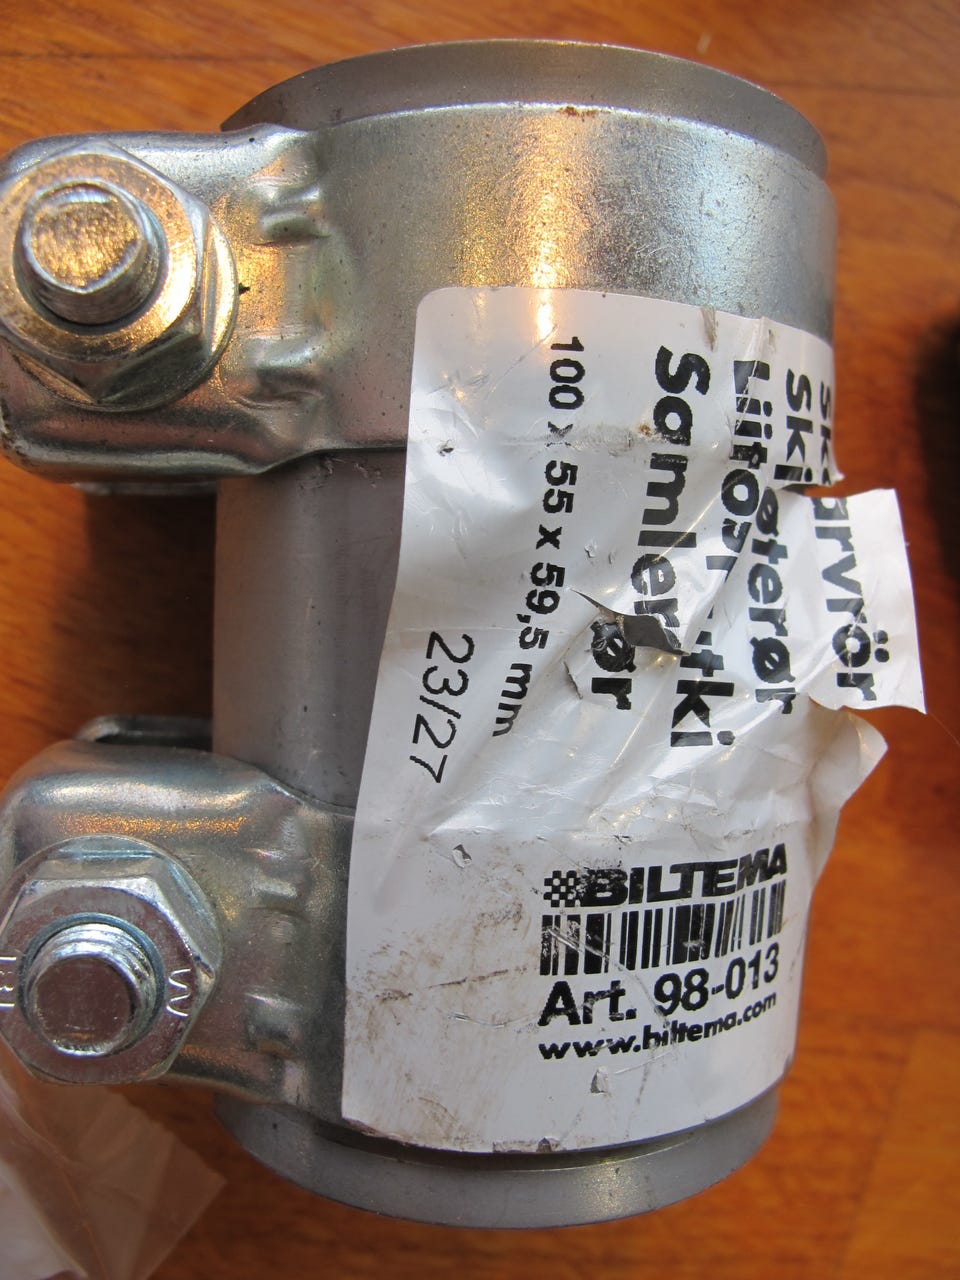 Skarvrör
Skjøterør
Liitosputki
Samlerør
100 x 55 x 59,5 mm
23/27
BILTEMA
Art. 98-013
www.biltema.com